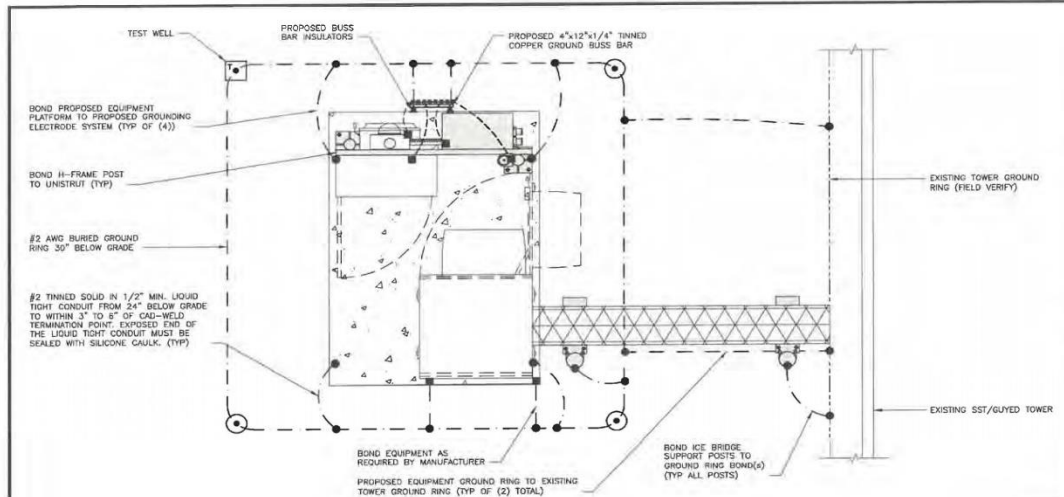 TEST WELL
PROPOSED BUSS
BAR INSULATORS
PROPOSED 4"x12"x1/4" TINNED
COPPER GROUND BUSS BAR
T
BOND PROPOSED EQUIPMENT
PLATFORM TO PROPOSED GROUNDING
ELECTRODE SYSTEM (TYP OF (4))
BOND H-FRAME POST
TO UNISTRUT (TYP)
EXISTING TOWER GROUND
RING (FIELD VERIFY)
#2 AWG BURIED GROUND
RING 30" BELOW GRADE
#2 TINNED SOLID IN 1/2" MIN. LIQUID
TIGHT CONDUIT FROM 24" BELOW GRADE
TO WITHIN 3" TO 6" OF CAD-WELD
TERMINATION POINT. EXPOSED END OF
THE LIQUID TIGHT CONDUIT MUST BE
SEALED WITH SILICONE CAULK. (TYP)
EXISTING SST/GUYED TOWER
BOND EQUIPMENT AS
REQUIRED BY MANUFACTURER
BOND ICE BRIDGE
SUPPORT POSTS TO
GROUND RING BOND(s)
(TYP ALL POSTS)
PROPOSED EQUIPMENT GROUND RING TO EXISTING
TOWER GROUND RING (TYP OF (2) TOTAL)